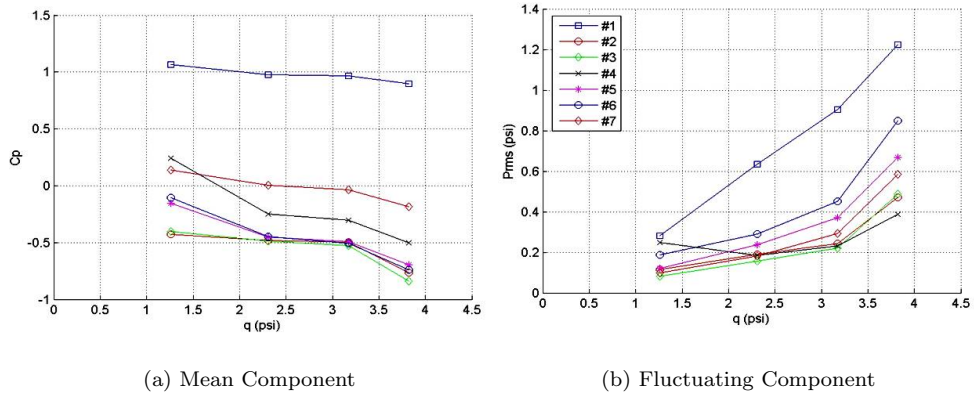 1.5
1
0.5
0
-0.5
-1
Cp
0 0.5 1 1.5 2 2.5 3 3.5 4 4.5
q (psi)
(a) Mean Component
1.4
1.2
1
0.8
0.6
0.4
0.2
0
Prms (psi)
#1
#2
#3
#4
#5
#6
#7
0 0.5 1 1.5 2 2.5 3 3.5 4 4.5
q (psi)
(b) Fluctuating Component